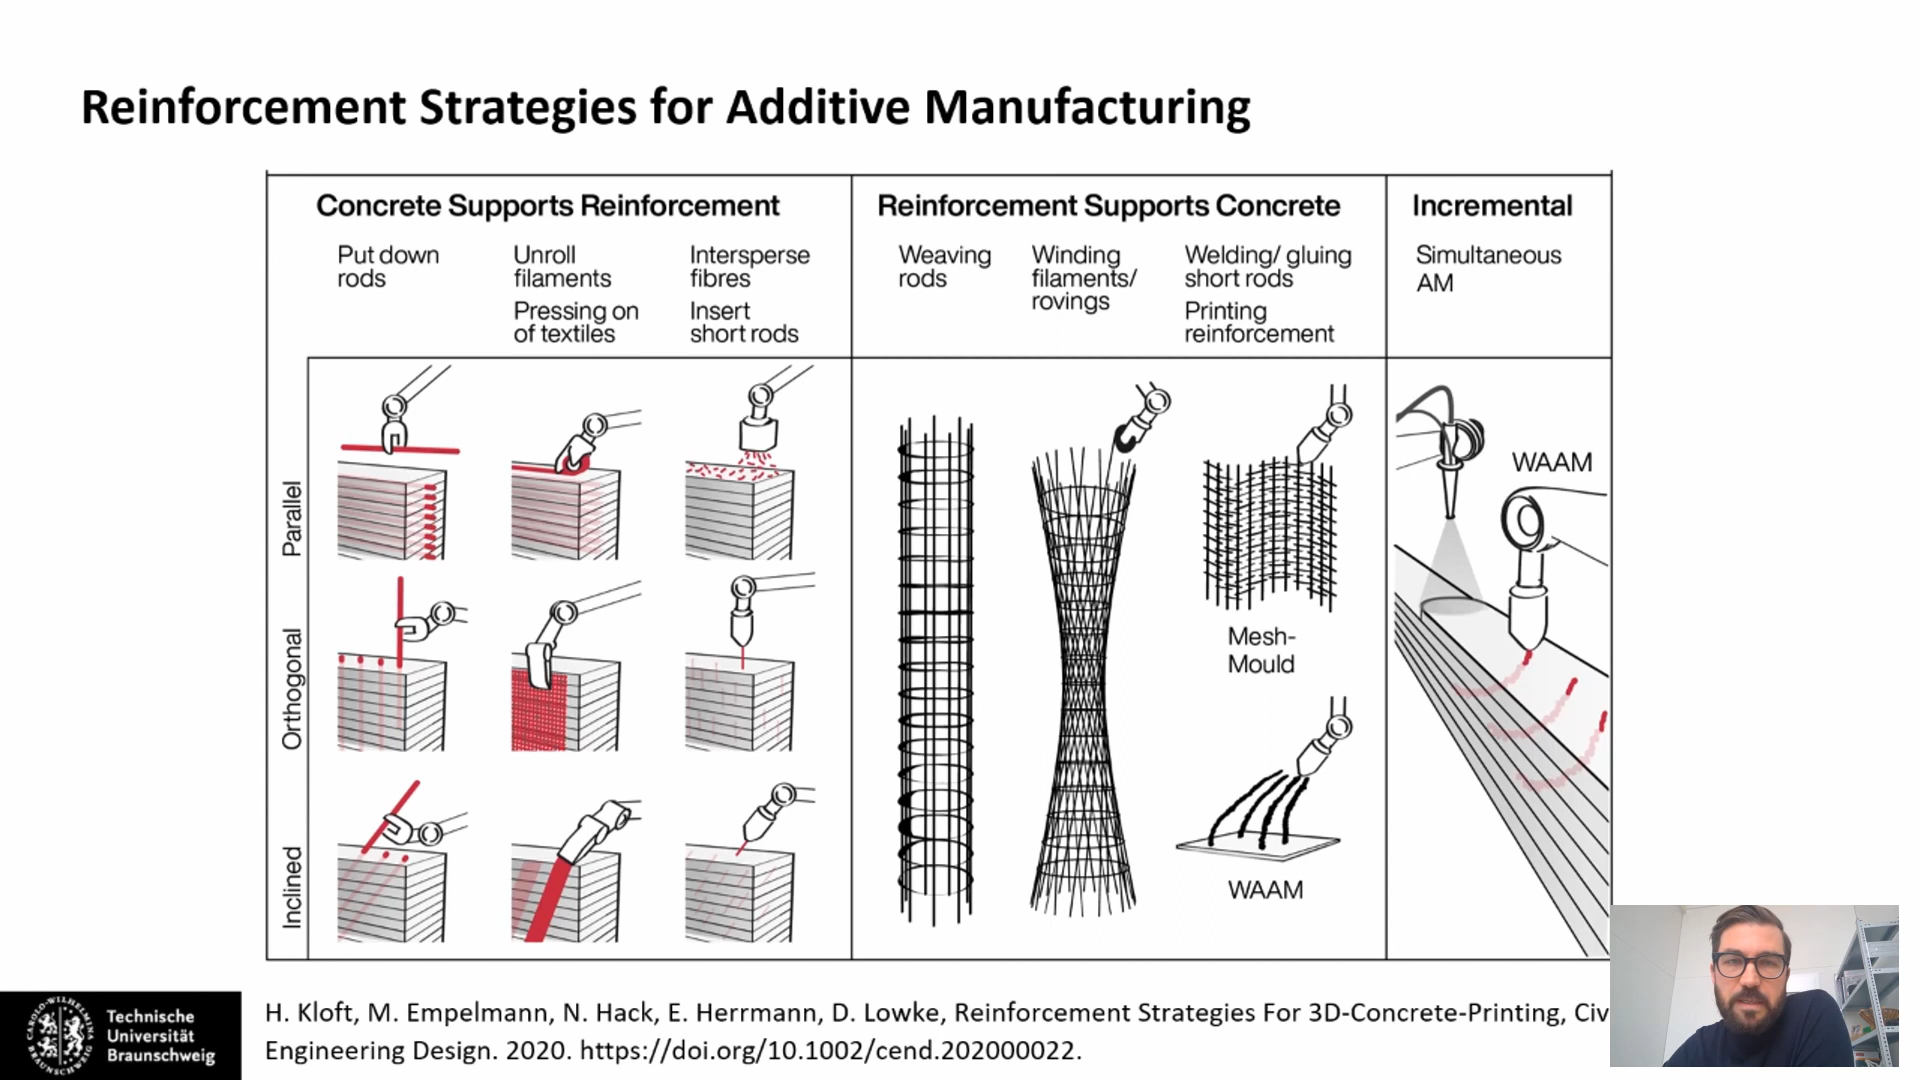 Reinforcement Strategies for Additive Manufacturing
Concrete Supports Reinforcement
Put down
rods
Unroll
filaments
Pressing on
of textiles
Intersperse
fibres
Insert
short rods
Reinforcement Supports Concrete
Weaving
rods
Winding
filaments/
rovings
Welding/ gluing
short rods
Printing
reinforcement
Incremental
Simultaneous
AM
Parallel
Orthogonal
Inclined
Mesh-
Mould
WAAM
WAAM
CAROLO-WILHELMINA
BRAUNSCHWEIG
Technische
Universität
Braunschweig
H. Kloft, M. Empelmann, N. Hack, E. Herrmann, D. Lowke, Reinforcement Strategies For 3D-Concrete-Printing, Civ
Engineering Design. 2020. https://doi.org/10.1002/cend.202000022.